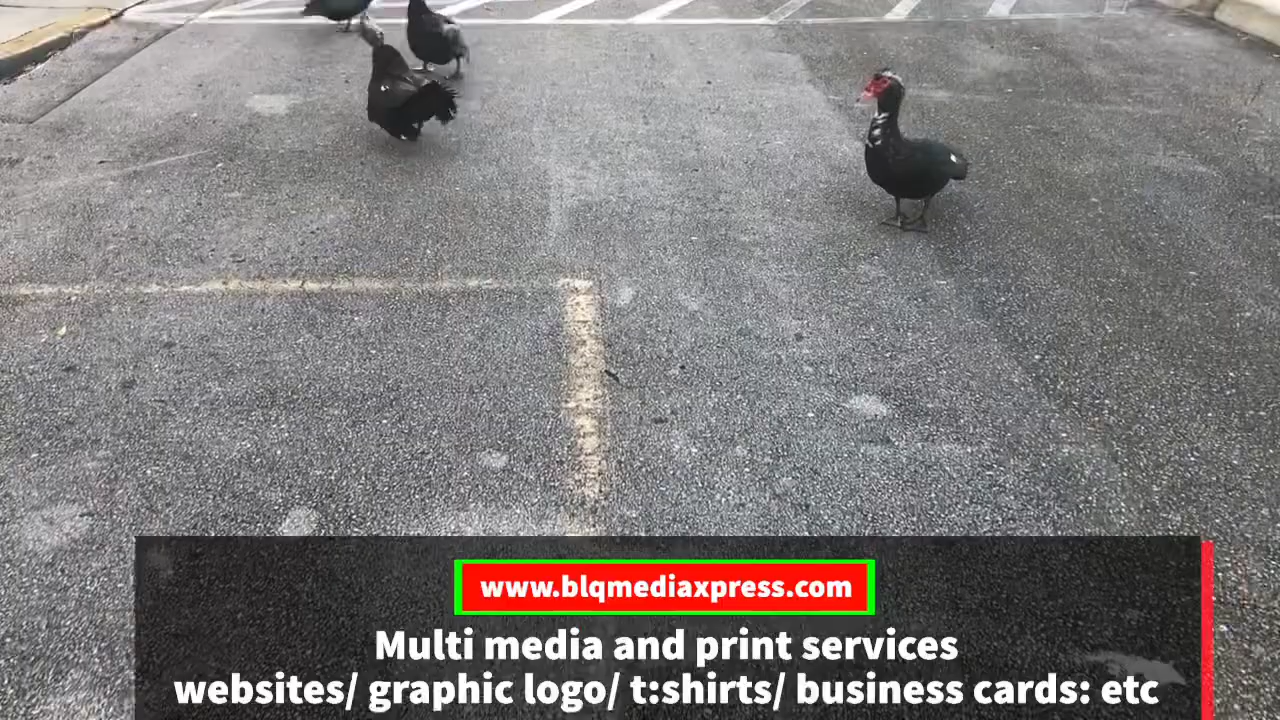 www.blqmediaxpress.com
Multi media and print services
websites/ graphic logo/ t:shirts/ business cards: etc